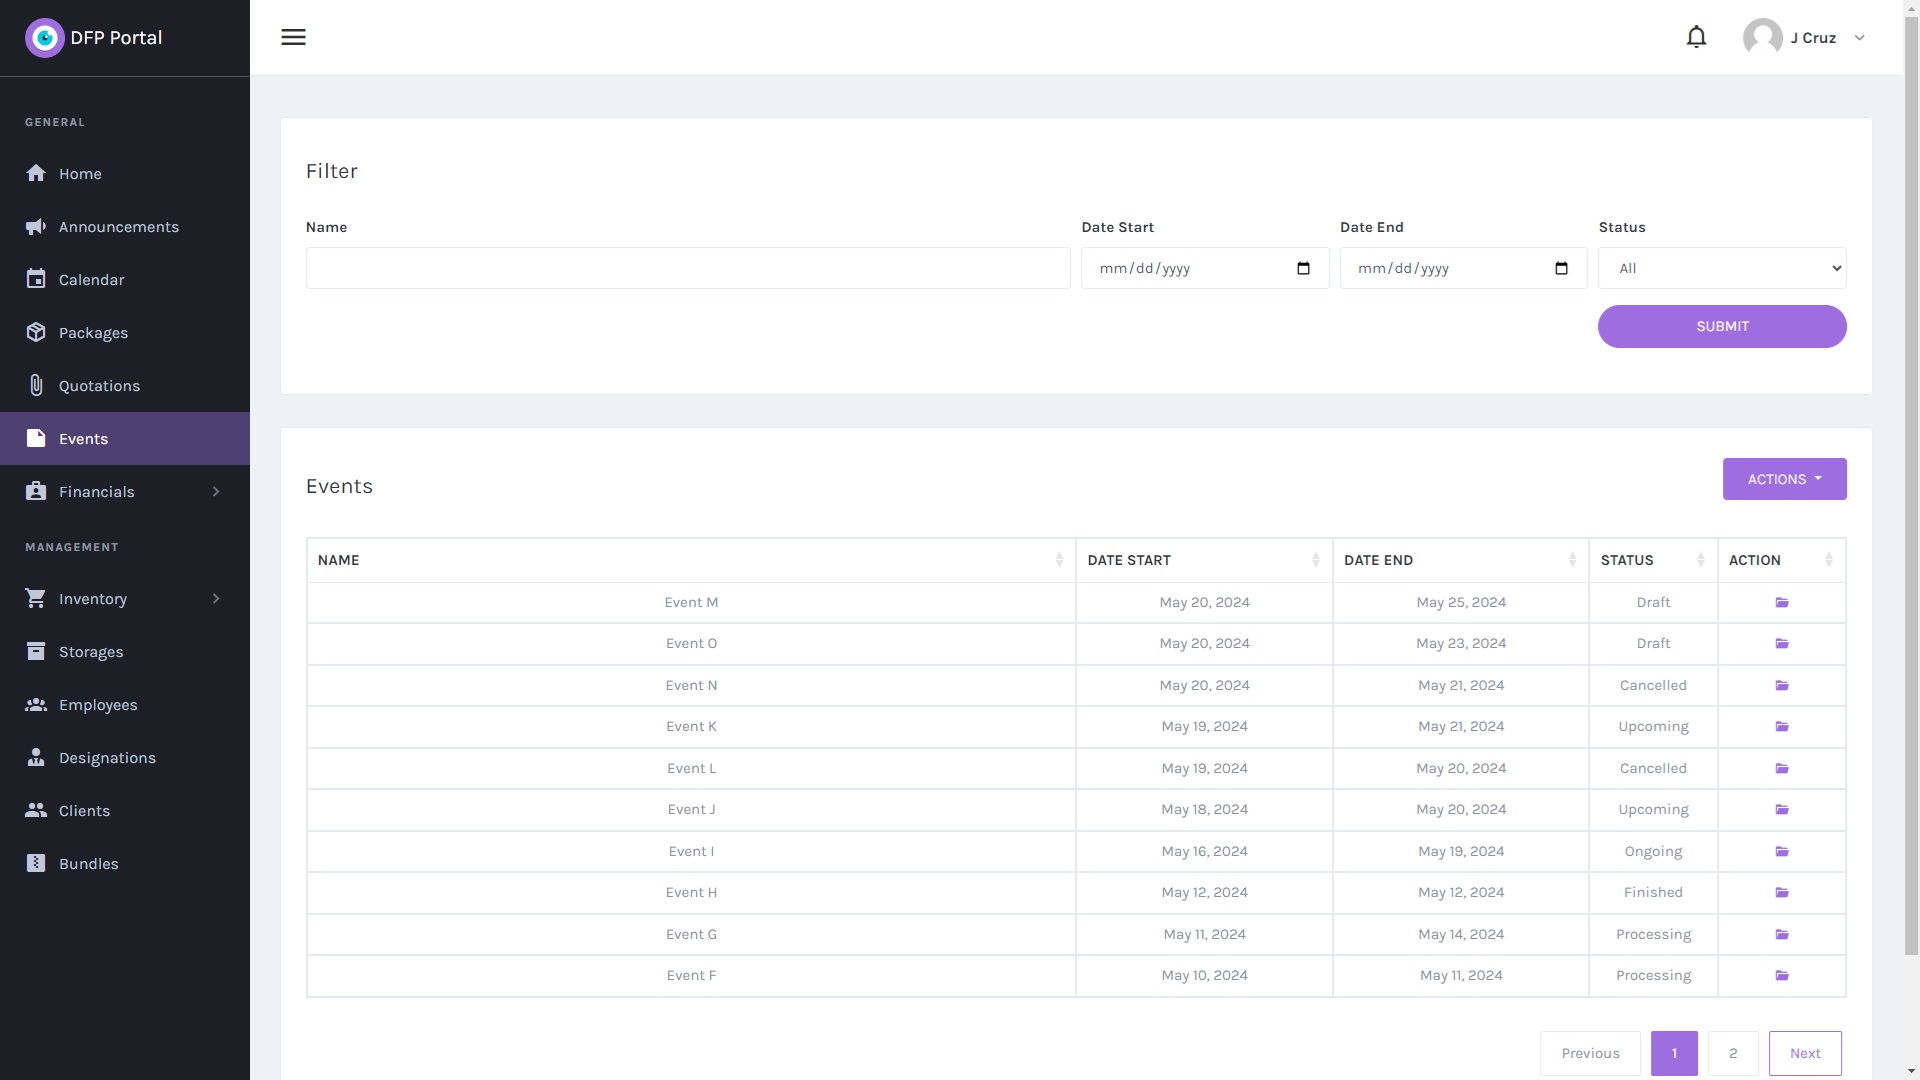 DFP Portal
J Cruz
GENERAL
Home
Announcements
Calendar
Packages
Quotations
Events
Financials
MANAGEMENT
Inventory
Storages
Employees
Designations
Clients
Bundles
Filter
Name Date Start Date End Status
mm/dd/yyyy mm/dd/yyyy All
SUBMIT
Events
ACTIONS
NAME DATE START DATE END STATUS ACTION
Event M May 20, 2024 May 25, 2024 Draft
Event O May 20, 2024 May 23, 2024 Draft
Event N May 20, 2024 May 21, 2024 Cancelled
Event K May 19, 2024 May 21, 2024 Upcoming
Event L May 19, 2024 May 20, 2024 Cancelled
Event J May 18, 2024 May 20, 2024 Upcoming
Event I May 16, 2024 May 19, 2024 Ongoing
Event H May 12, 2024 May 12, 2024 Finished
Event G May 11, 2024 May 14, 2024 Processing
Event F May 10, 2024 May 11, 2024 Processing
Previous 1 2 Next